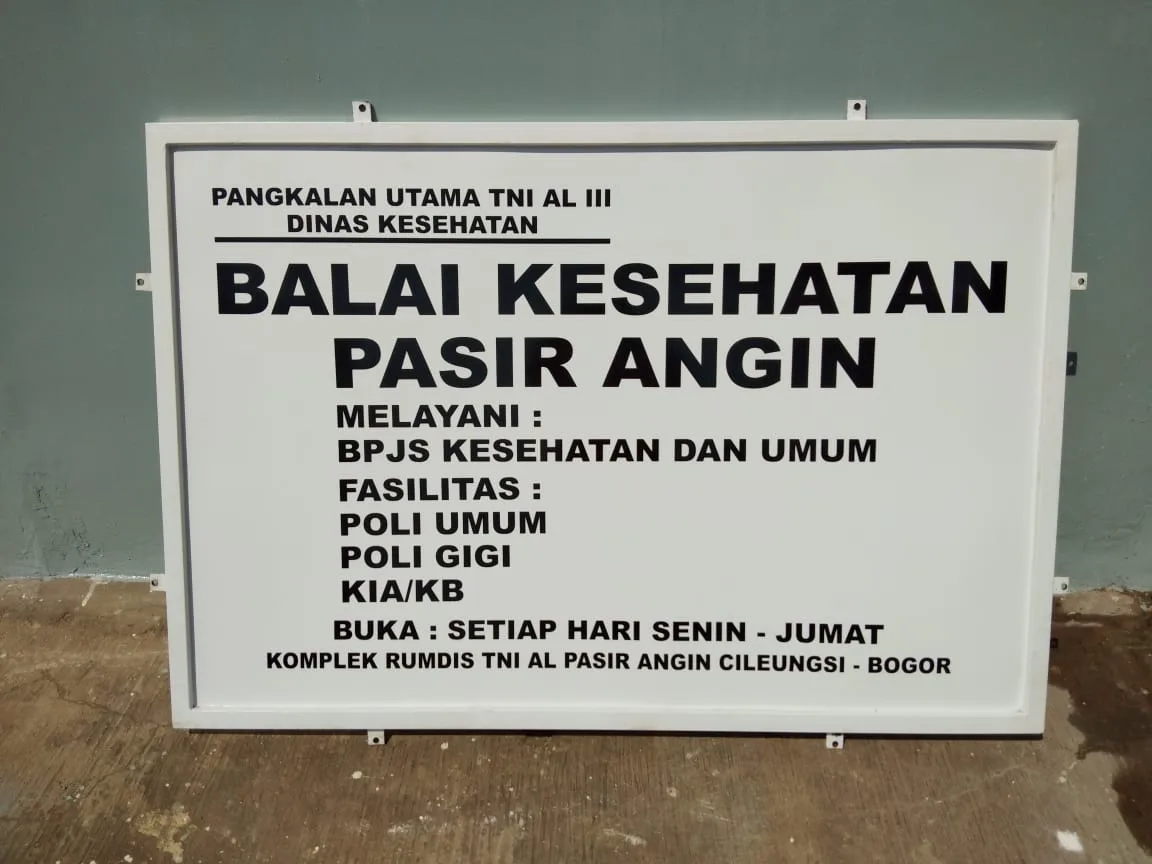 PANGKALAN UTAMA TNI AL III
DINAS KESEHATAN
BALAI KESEHATAN
PASIR ANGIN
MELAYANI :
BPJS KESEHATAN DAN UMUM
FASILITAS :
POLI UMUM
POLI GIGI
KIA/KB
BUKA : SETIAP HARI SENIN - JUMAT
KOMPLEK RUMDIS TNI AL PASIR ANGIN CILEUNGSI - BOGOR